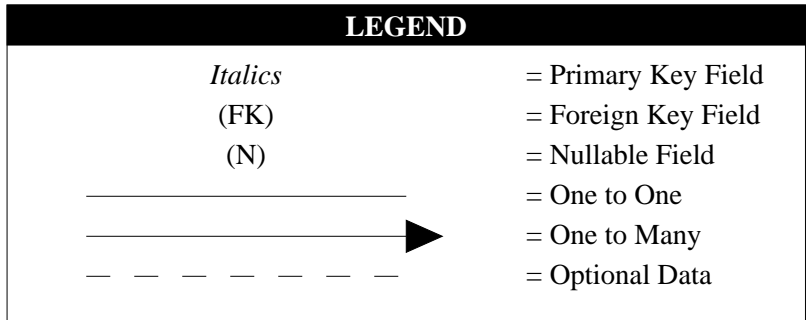 LEGEND
Italics = Primary Key Field
(FK) = Foreign Key Field
(N) = Nullable Field
= One to One
= One to Many
= Optional Data